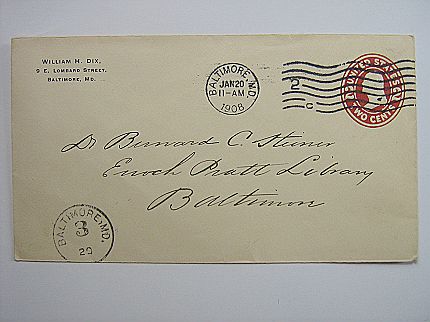 WILLIAM H. DIX,
9 E. LOMBARD STREET,
BALTIMORE, MD.
BALTIMORE, MD.
JAN 20
11-AM
1908
2
C
UNITED STATES
TWO CENTS
Dr Bernard C. Steiner
Enoch Pratt Library
Baltimore
BALTIMORE, MD.
3
20